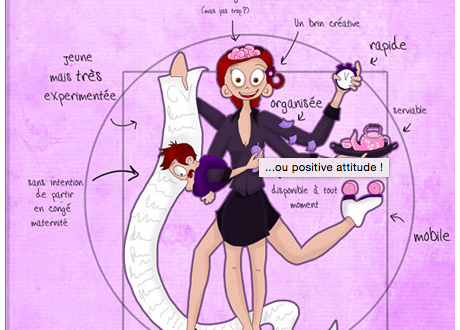 (mais pas trop?)
Un brin créative
jeune
mais très
experimentée
rapide
organisée
serviable
...ou positive attitude !
sans intention
de partir
en congé
maternité
disponible à tout
moment
mobile